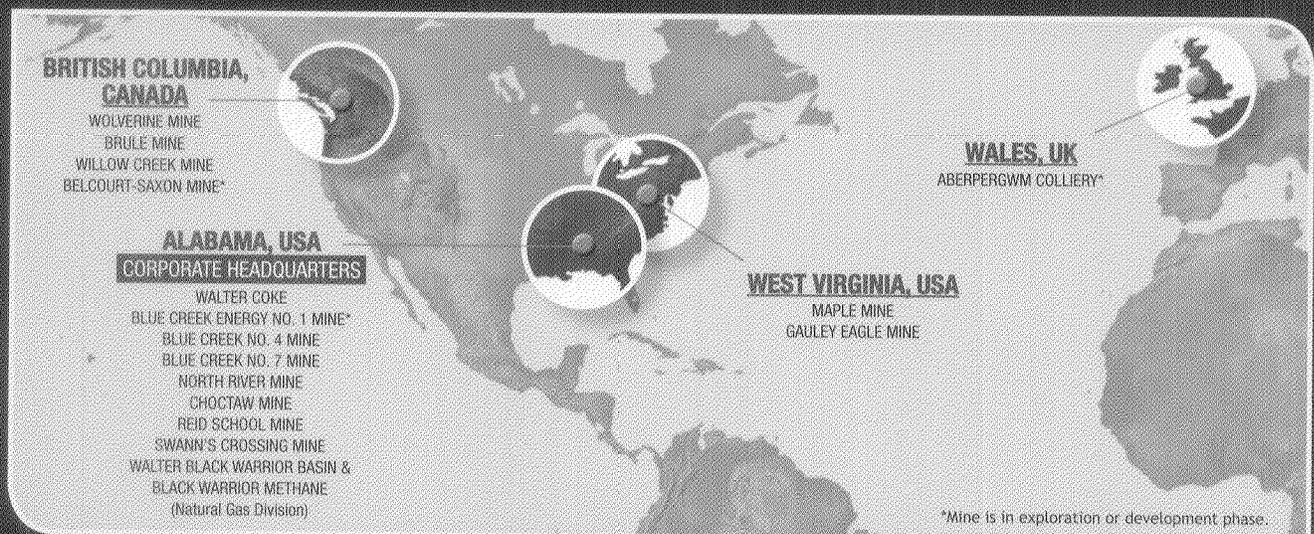 BRITISH COLUMBIA,
CANADA
WOLVERINE MINE
BRULE MINE
WILLOW CREEK MINE
BELCOURT-SAXON MINE*
ALABAMA, USA
CORPORATE HEADQUARTERS
WALTER COKE
BLUE CREEK ENERGY NO. 1 MINE*
BLUE CREEK NO. 4 MINE
BLUE CREEK NO. 7 MINE
NORTH RIVER MINE
CHOCTAW MINE
REID SCHOOL MINE
SWANN'S CROSSING MINE
WALTER BLACK WARRIOR BASIN &
BLACK WARRIOR METHANE
(Natural Gas Division)
WEST VIRGINIA, USA
MAPLE MINE
GAULEY EAGLE MINE
WALES, UK
ABERPERGWM COLLIERY*
*Mine is in exploration or development phase.